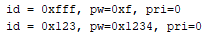 id = 0xfff, pw=0xf, pri=0
id = 0x123, pw=0x1234, pri=0